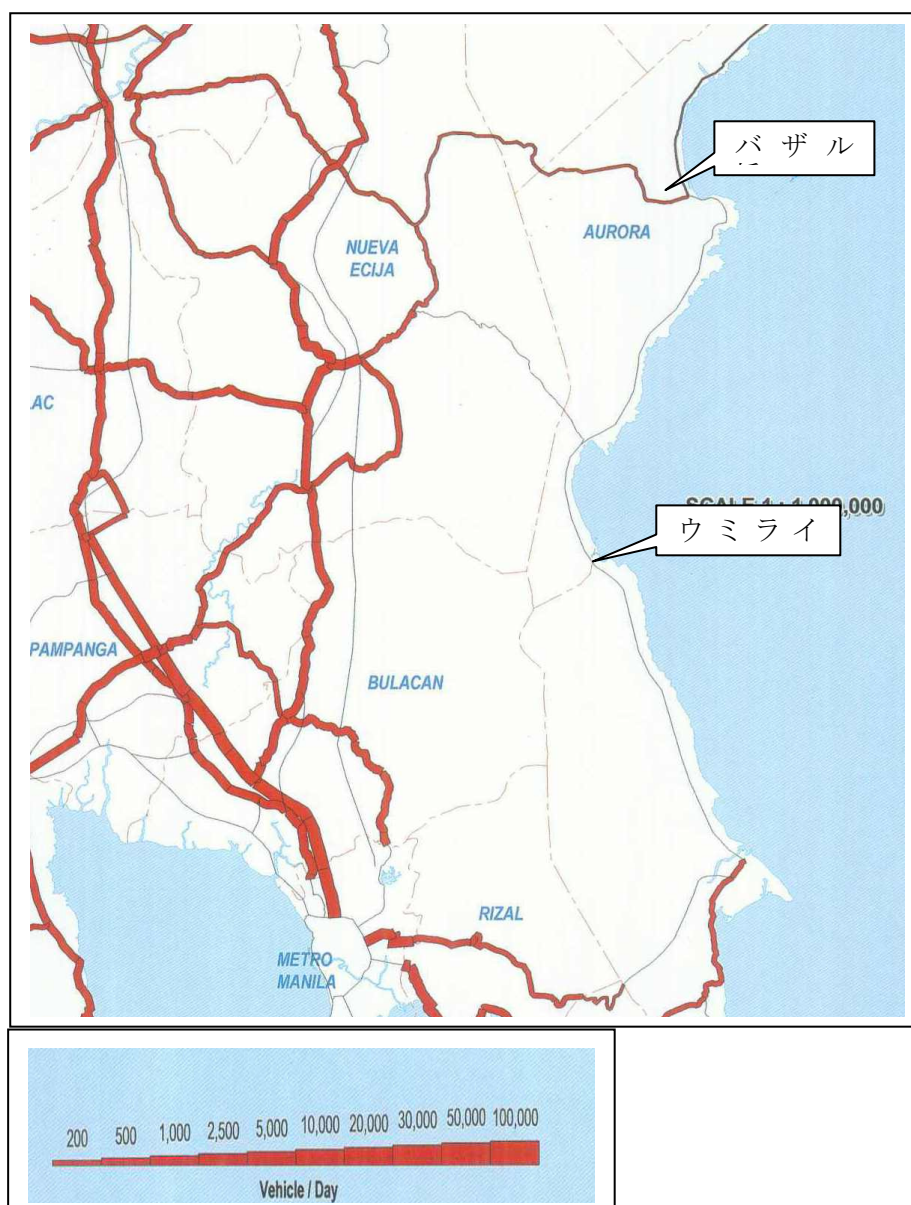 バザル
AURORA
NUEVA
ECIJA
AC
SCALE 1 : 1,000,000
ウミライ
PAMPANGA
BULACAN
RIZAL
METRO
MANILA
200 500 1,000 2,500 5,000 10,000 20,000 30,000 50,000 100,000
Vehicle / Day